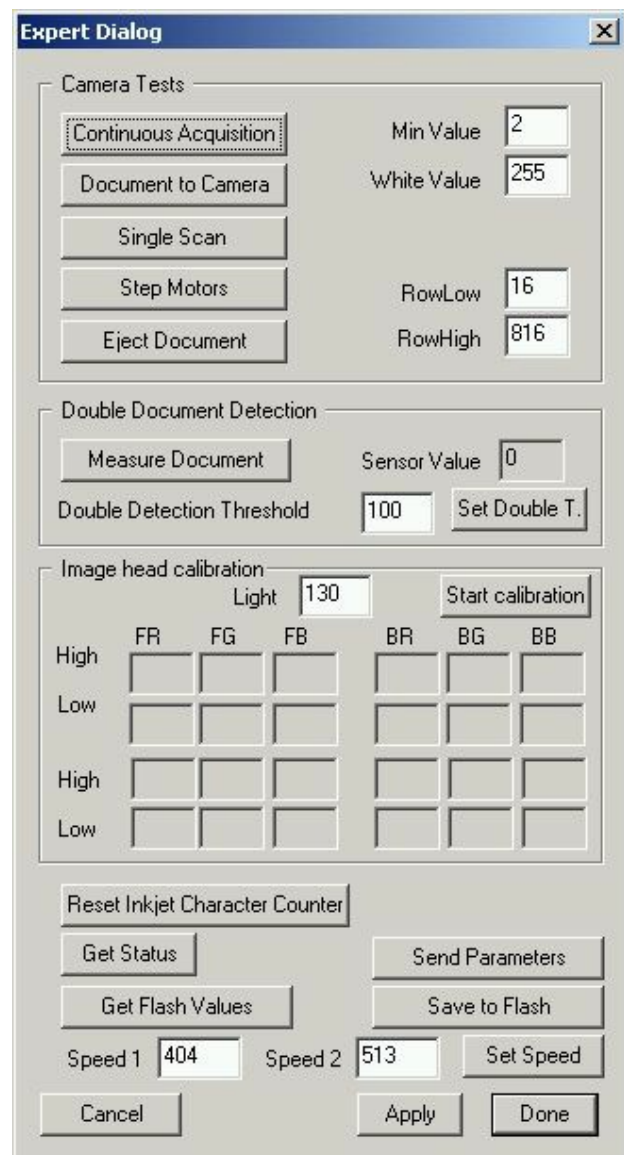 Expert Dialog
Camera Tests
Continuous Acquisition Min Value 2
Document to Camera White Value 255
Single Scan
Step Motors RowLow 16
Eject Document RowHigh 816
Double Document Detection
Measure Document Sensor Value 0
Double Detection Threshold 100 Set Double T.
Image head calibration
Light 130 Start calibration
FR FG FB BR BG BB
High
Low
High
Low
Reset Inkjet Character Counter
Get Status Send Parameters
Get Flash Values Save to Flash
Speed 1 404 Speed 2 513 Set Speed
Cancel Apply Done